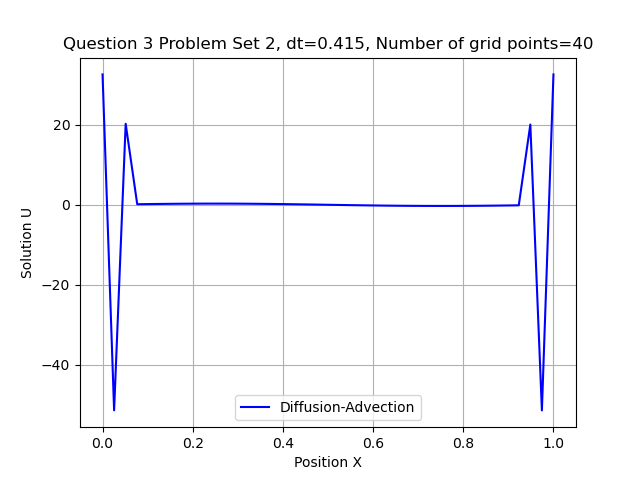 Question 3 Problem Set 2, dt=0.415, Number of grid points=40
20
0
−20
−40
Solution U
Diffusion-Advection
0.0 0.2 0.4 0.6 0.8 1.0
Position X